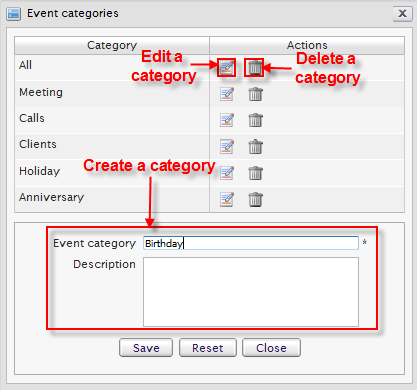 Event categories
Category Actions
All
Edit a category
Delete a category
Meeting
Calls
Clients
Holiday
Create a category
Anniversary
Event category Birthday *
Description
Save Reset Close